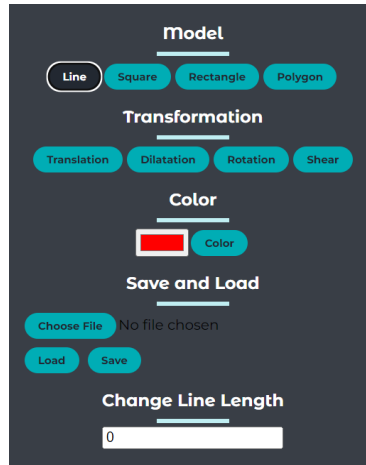 Model
Line Square Rectangle Polygon
Transformation
Translation Dilatation Rotation Shear
Color
Color
Save and Load
Choose File No file chosen
Load Save
Change Line Length
0